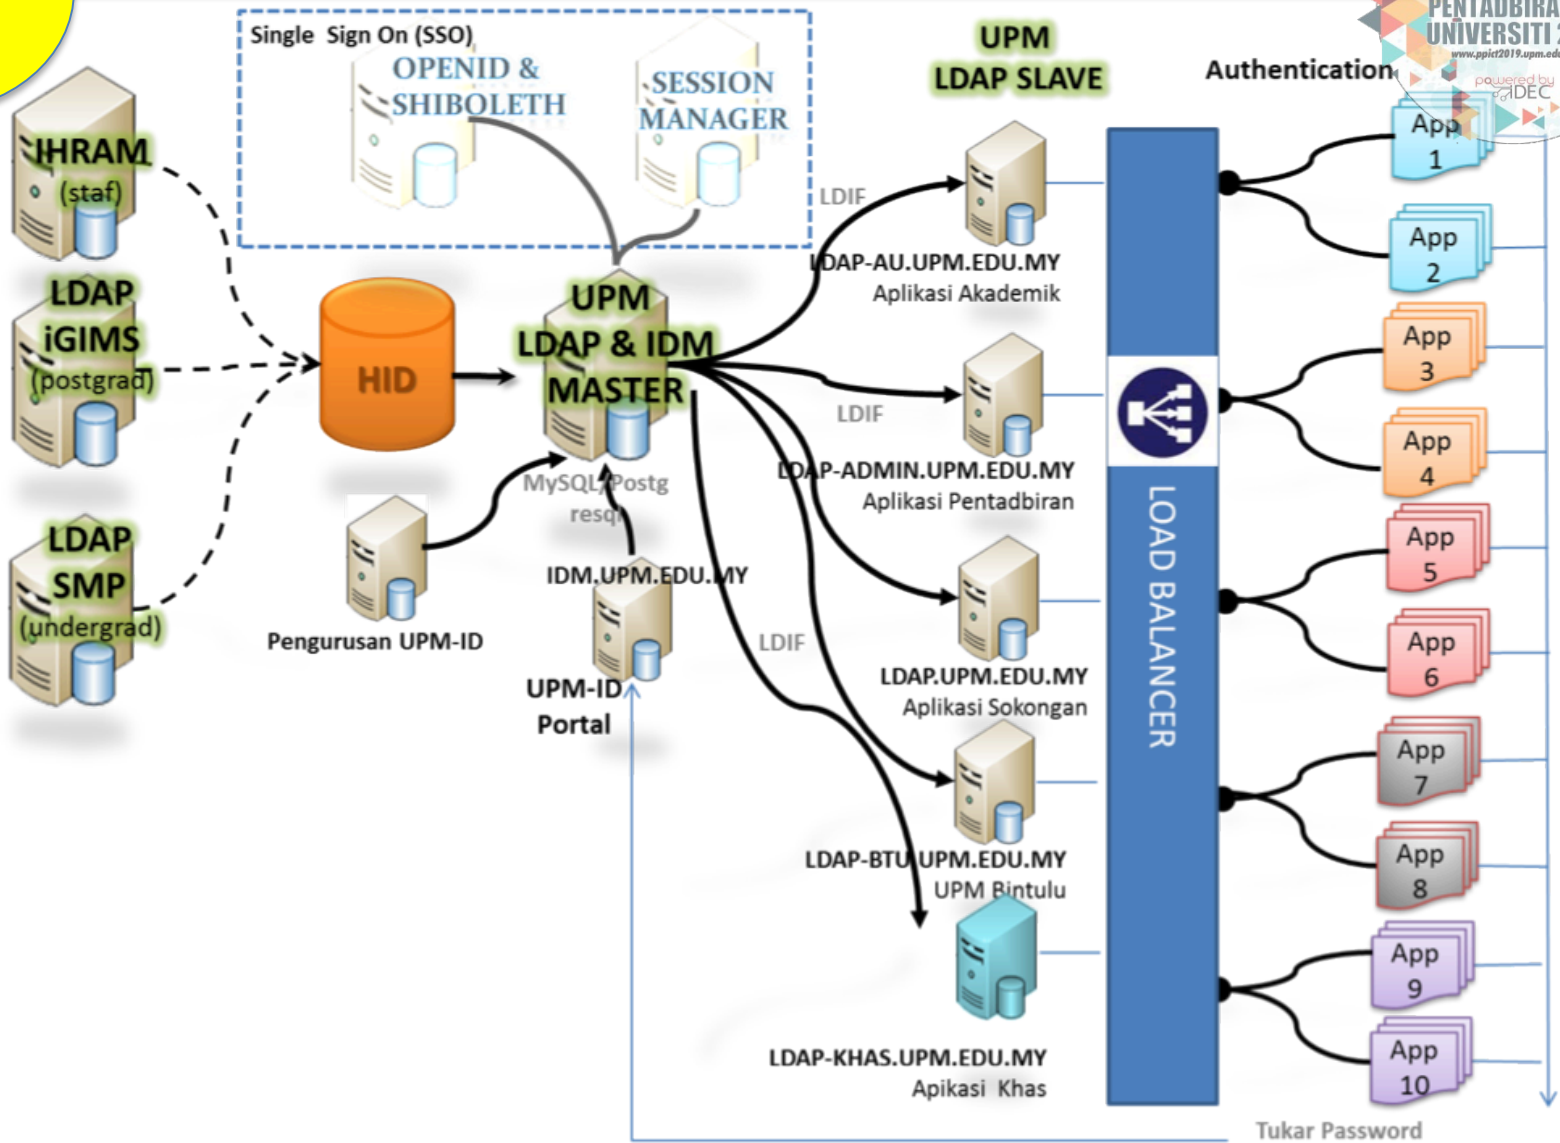 Single Sign On (SSO)
OPENID &
SHIBOLETH
SESSION
MANAGER
UPM
LDAP SLAVE
Authentication
PENTADBIRA
UNIVERSITI 2
www.ppict2019.upm.edu
powered by
IDEC
IHRAM
(staf)
LDAP
iGIMS
(postgrad)
LDAP
SMP
(undergrad)
HID
UPM
LDAP & IDM
MASTER
MySQL/Postg
resql
Pengurusan UPM-ID
IDM.UPM.EDU.MY
UPM-ID
Portal
LDIF
LDIF
LDIF
LDAP-AU.UPM.EDU.MY
Aplikasi Akademik
LDAP-ADMIN.UPM.EDU.MY
Aplikasi Pentadbiran
LDAP.UPM.EDU.MY
Aplikasi Sokongan
LDAP-BTU.UPM.EDU.MY
UPM Bintulu
LDAP-KHAS.UPM.EDU.MY
Apikasi Khas
LOAD BALANCER
App
1
App
2
App
3
App
4
App
5
App
6
App
7
App
8
App
9
App
10
Tukar Password